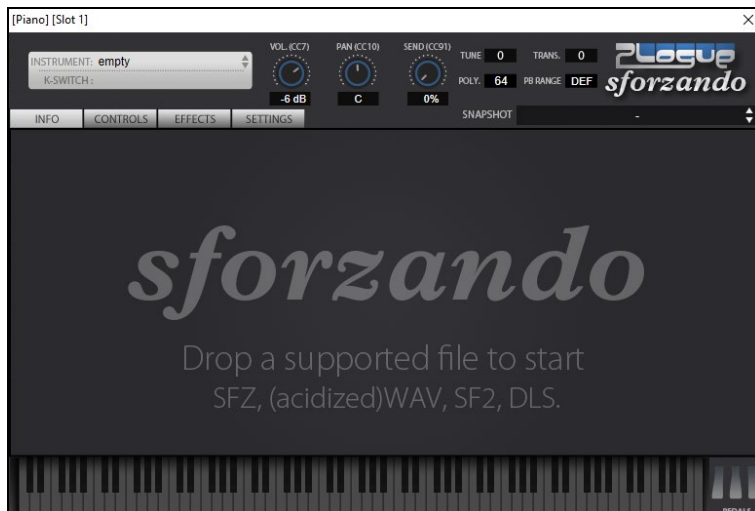 [Piano] [Slot 1]
INSTRUMENT: empty
K-SWITCH :
VOL. (CC7)
-6 dB
PAN (CC10)
C
SEND (CC91)
0%
TUNE 0 TRANS. 0
POLY. 64 PB RANGE DEF
Plogue
sforzando
INFO CONTROLS EFFECTS SETTINGS
SNAPSHOT -
sforzando
Drop a supported file to start
SFZ, (acidized)WAV, SF2, DLS.
PEDALS